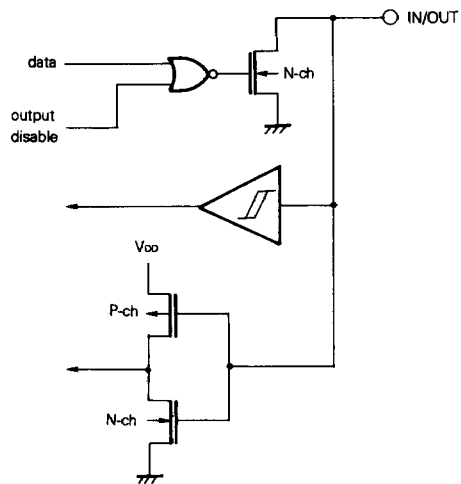 IN/OUT
data
N-ch
output
disable
VDD
P-ch
N-ch